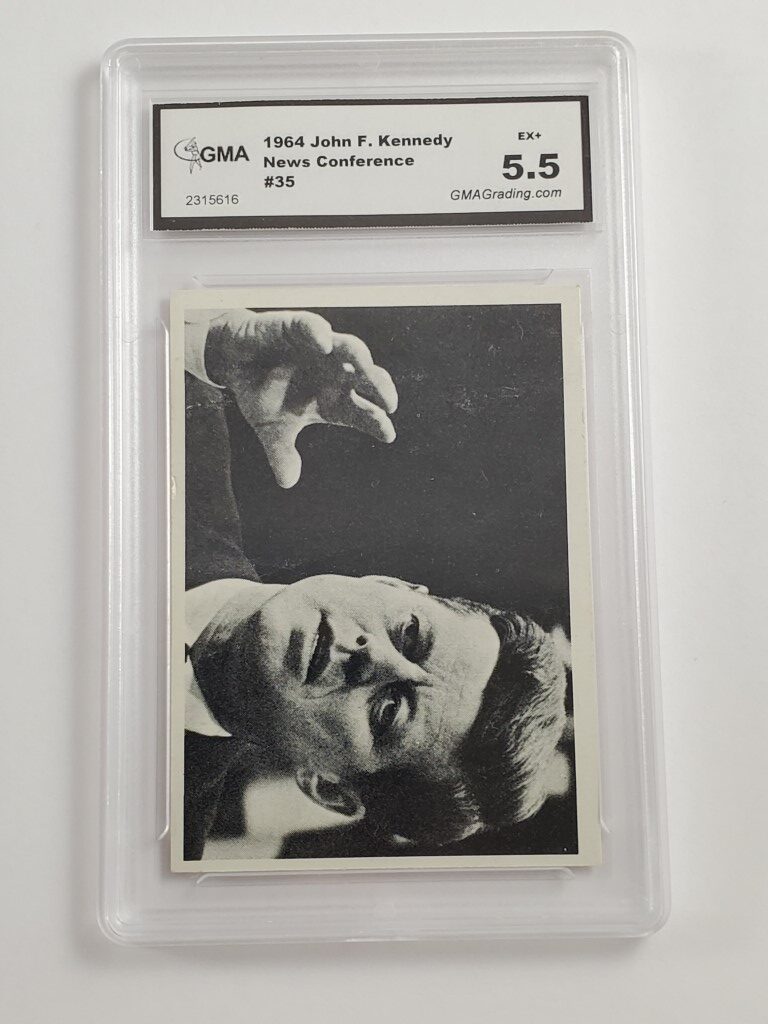 GMA
1964 John F. Kennedy
News Conference
#35
2315616
EX+
5.5
GMAGrading.com